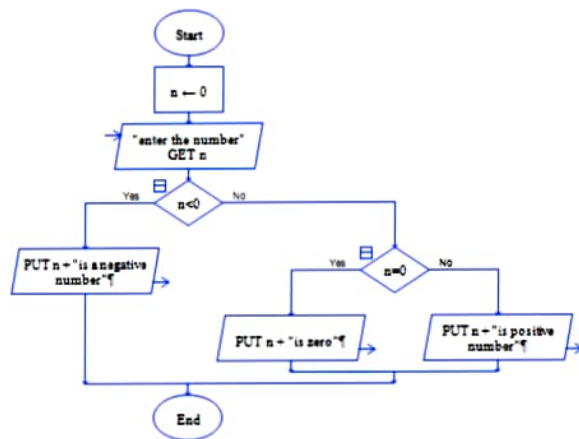 Start
n ← 0
"enter the number"
GET n
Yes
n<0
No
PUT n + "is a negative
number"¶
Yes
n=0
No
PUT n + "is zero"¶
PUT n + "is positive
number"¶
End